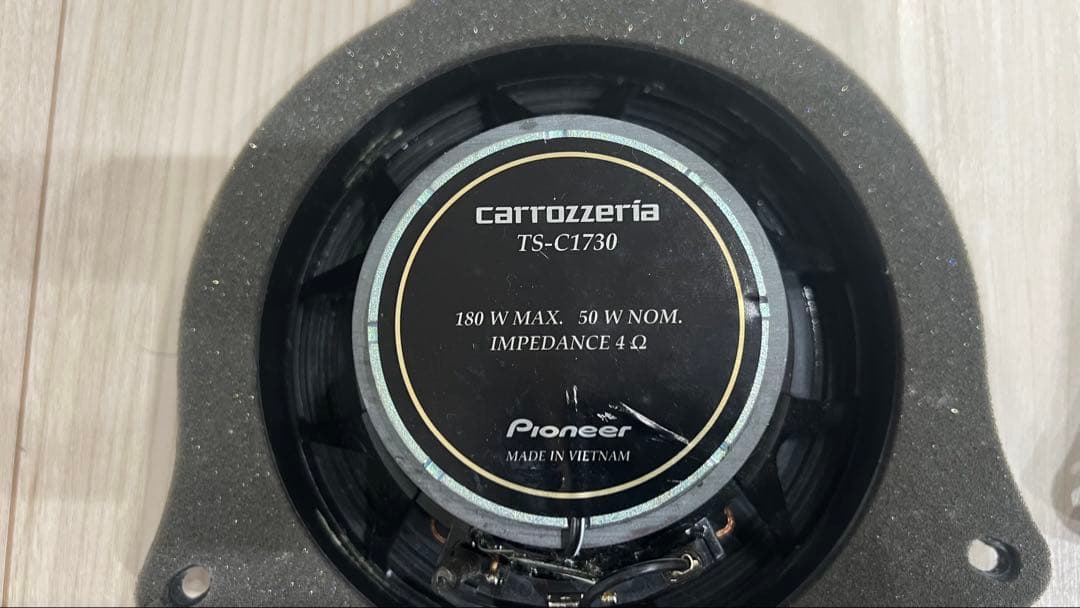 carrozzeria
TS-C1730
180 W MAX. 50 W NOM.
IMPEDANCE 4 Ω
Pioneer
MADE IN VIETNAM